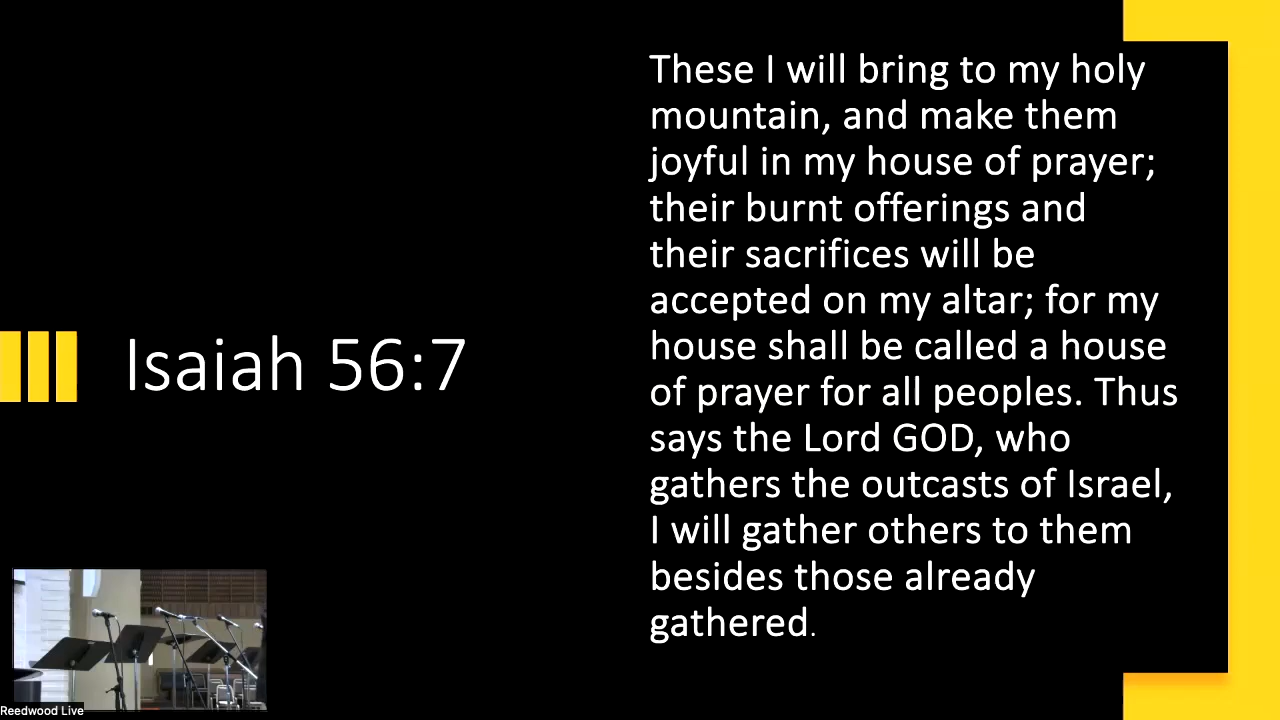 Isaiah 56:7
These I will bring to my holy
mountain, and make them
joyful in my house of prayer;
their burnt offerings and
their sacrifices will be
accepted on my altar; for my
house shall be called a house
of prayer for all peoples. Thus
says the Lord GOD, who
gathers the outcasts of Israel,
I will gather others to them
besides those already
gathered.
Reedwood Live